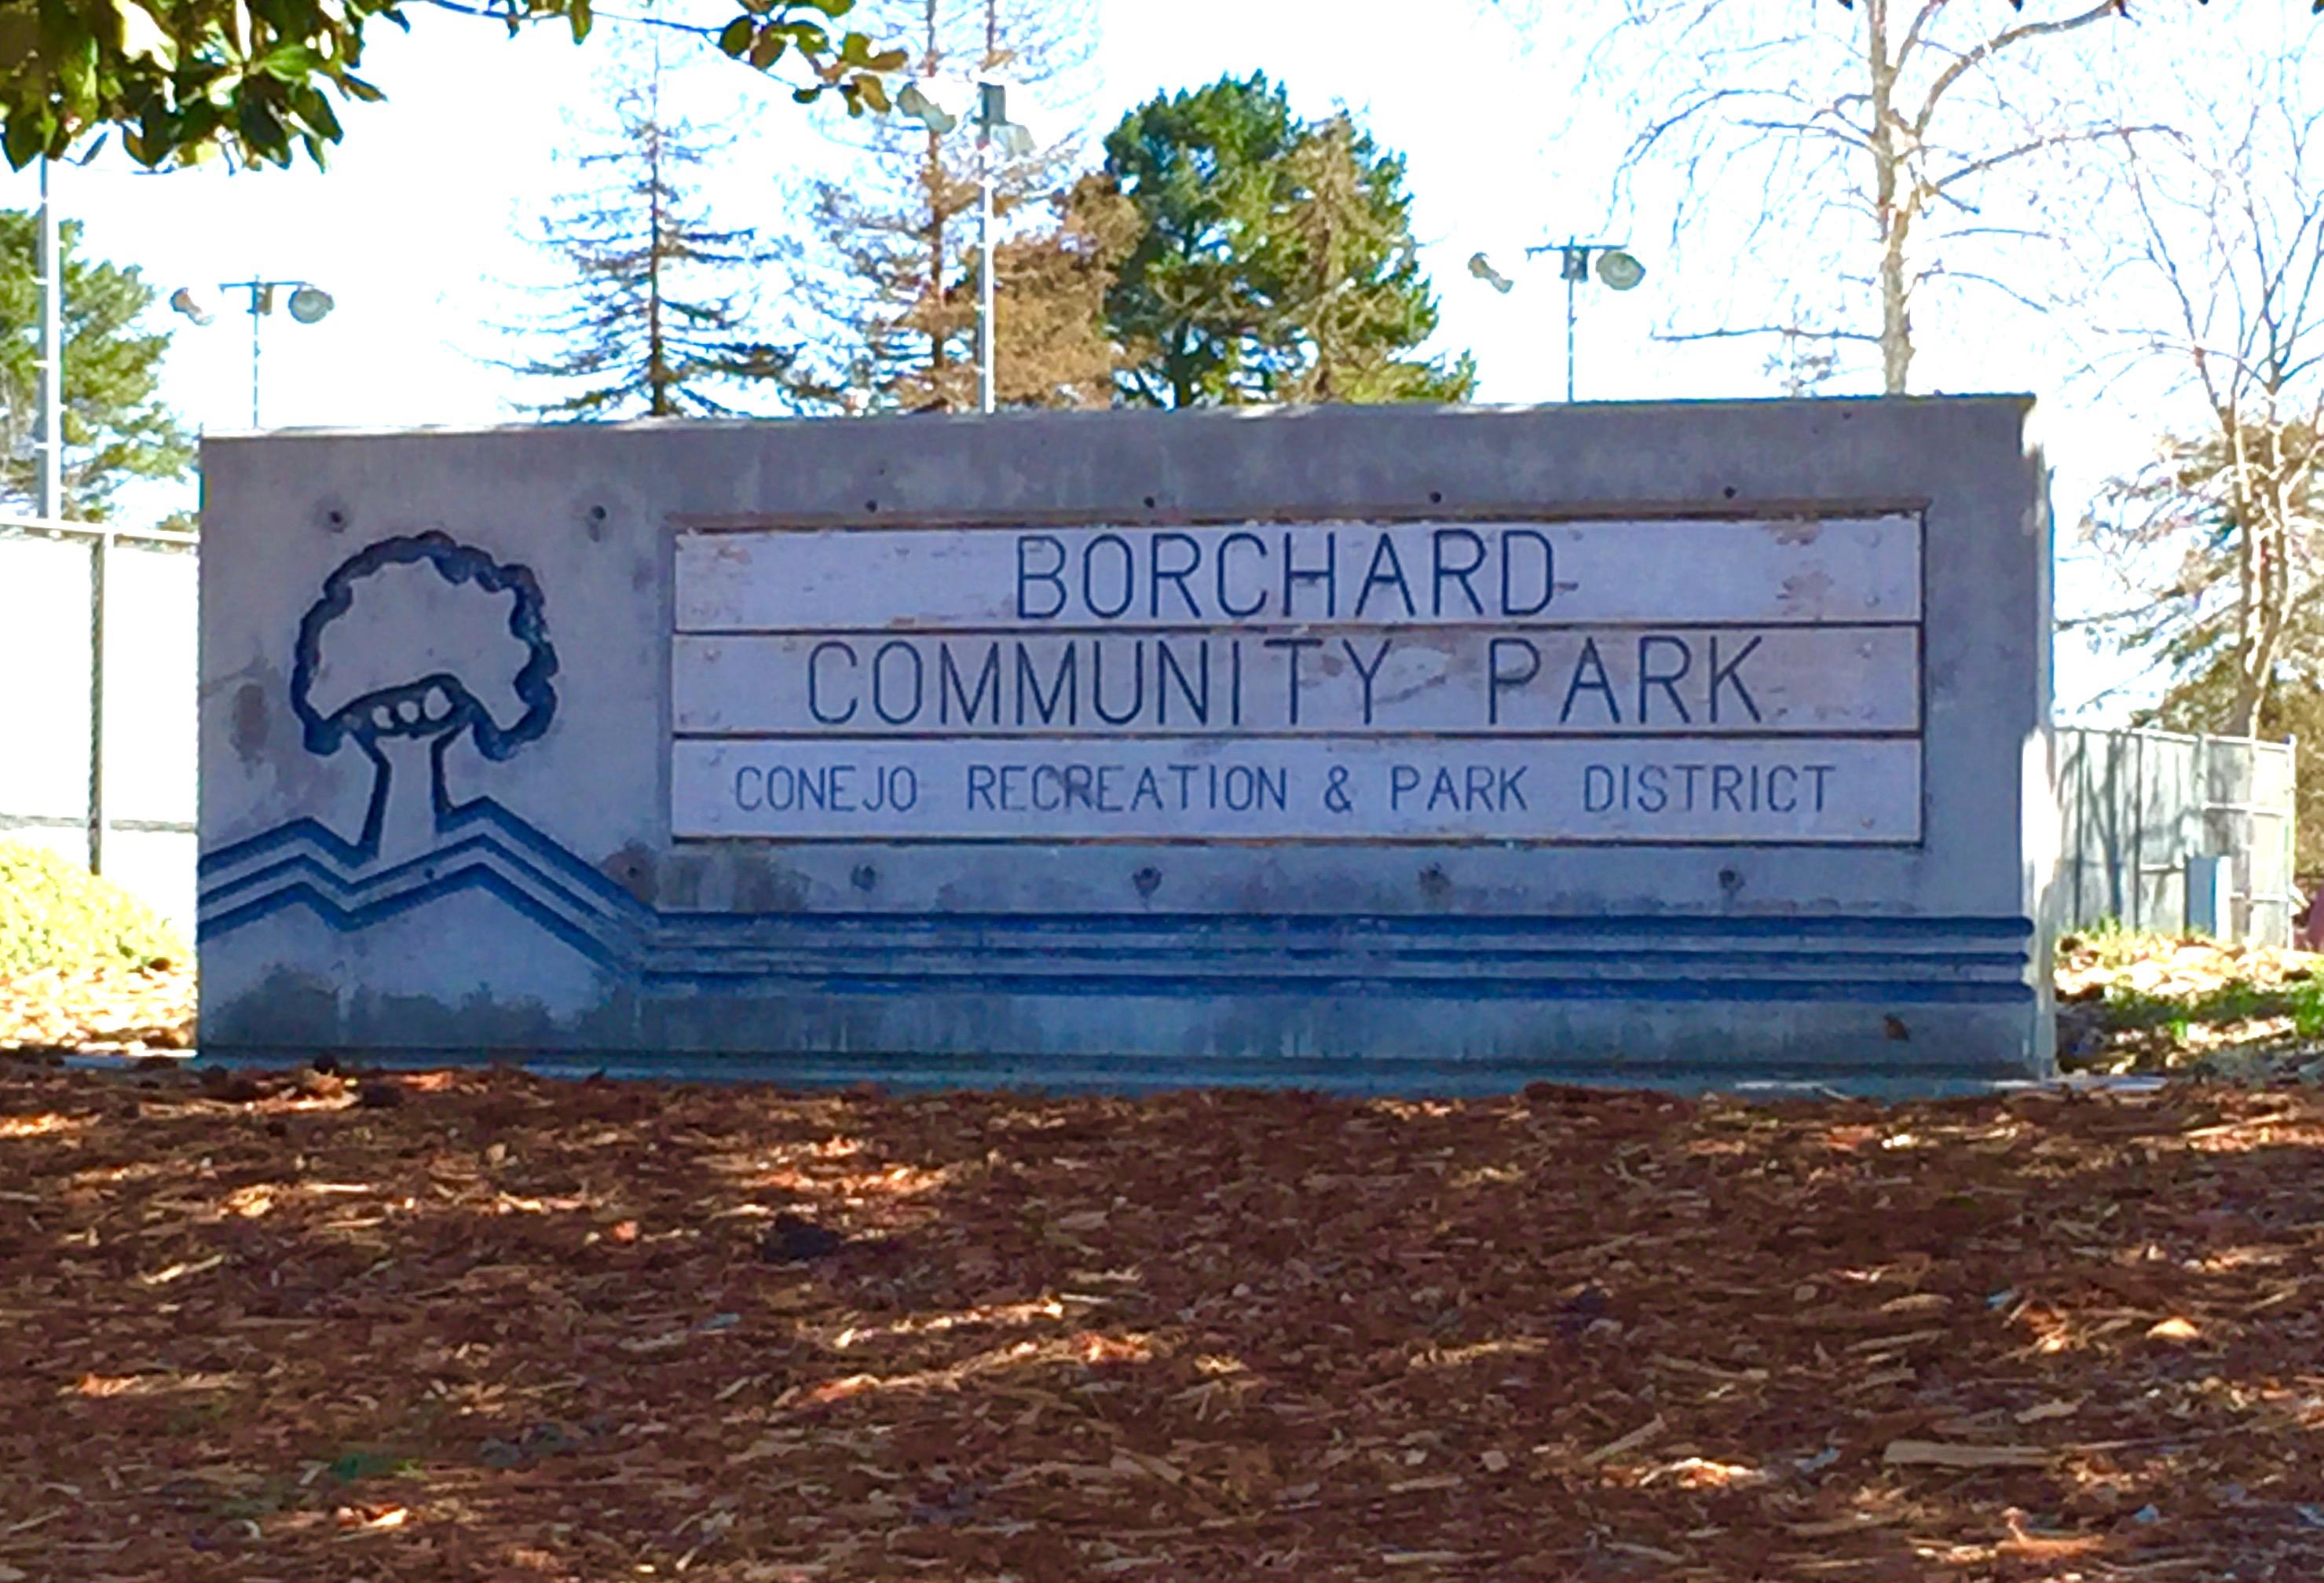 BORCHARD
COMMUNITY PARK
CONEJO RECREATION & PARK DISTRICT